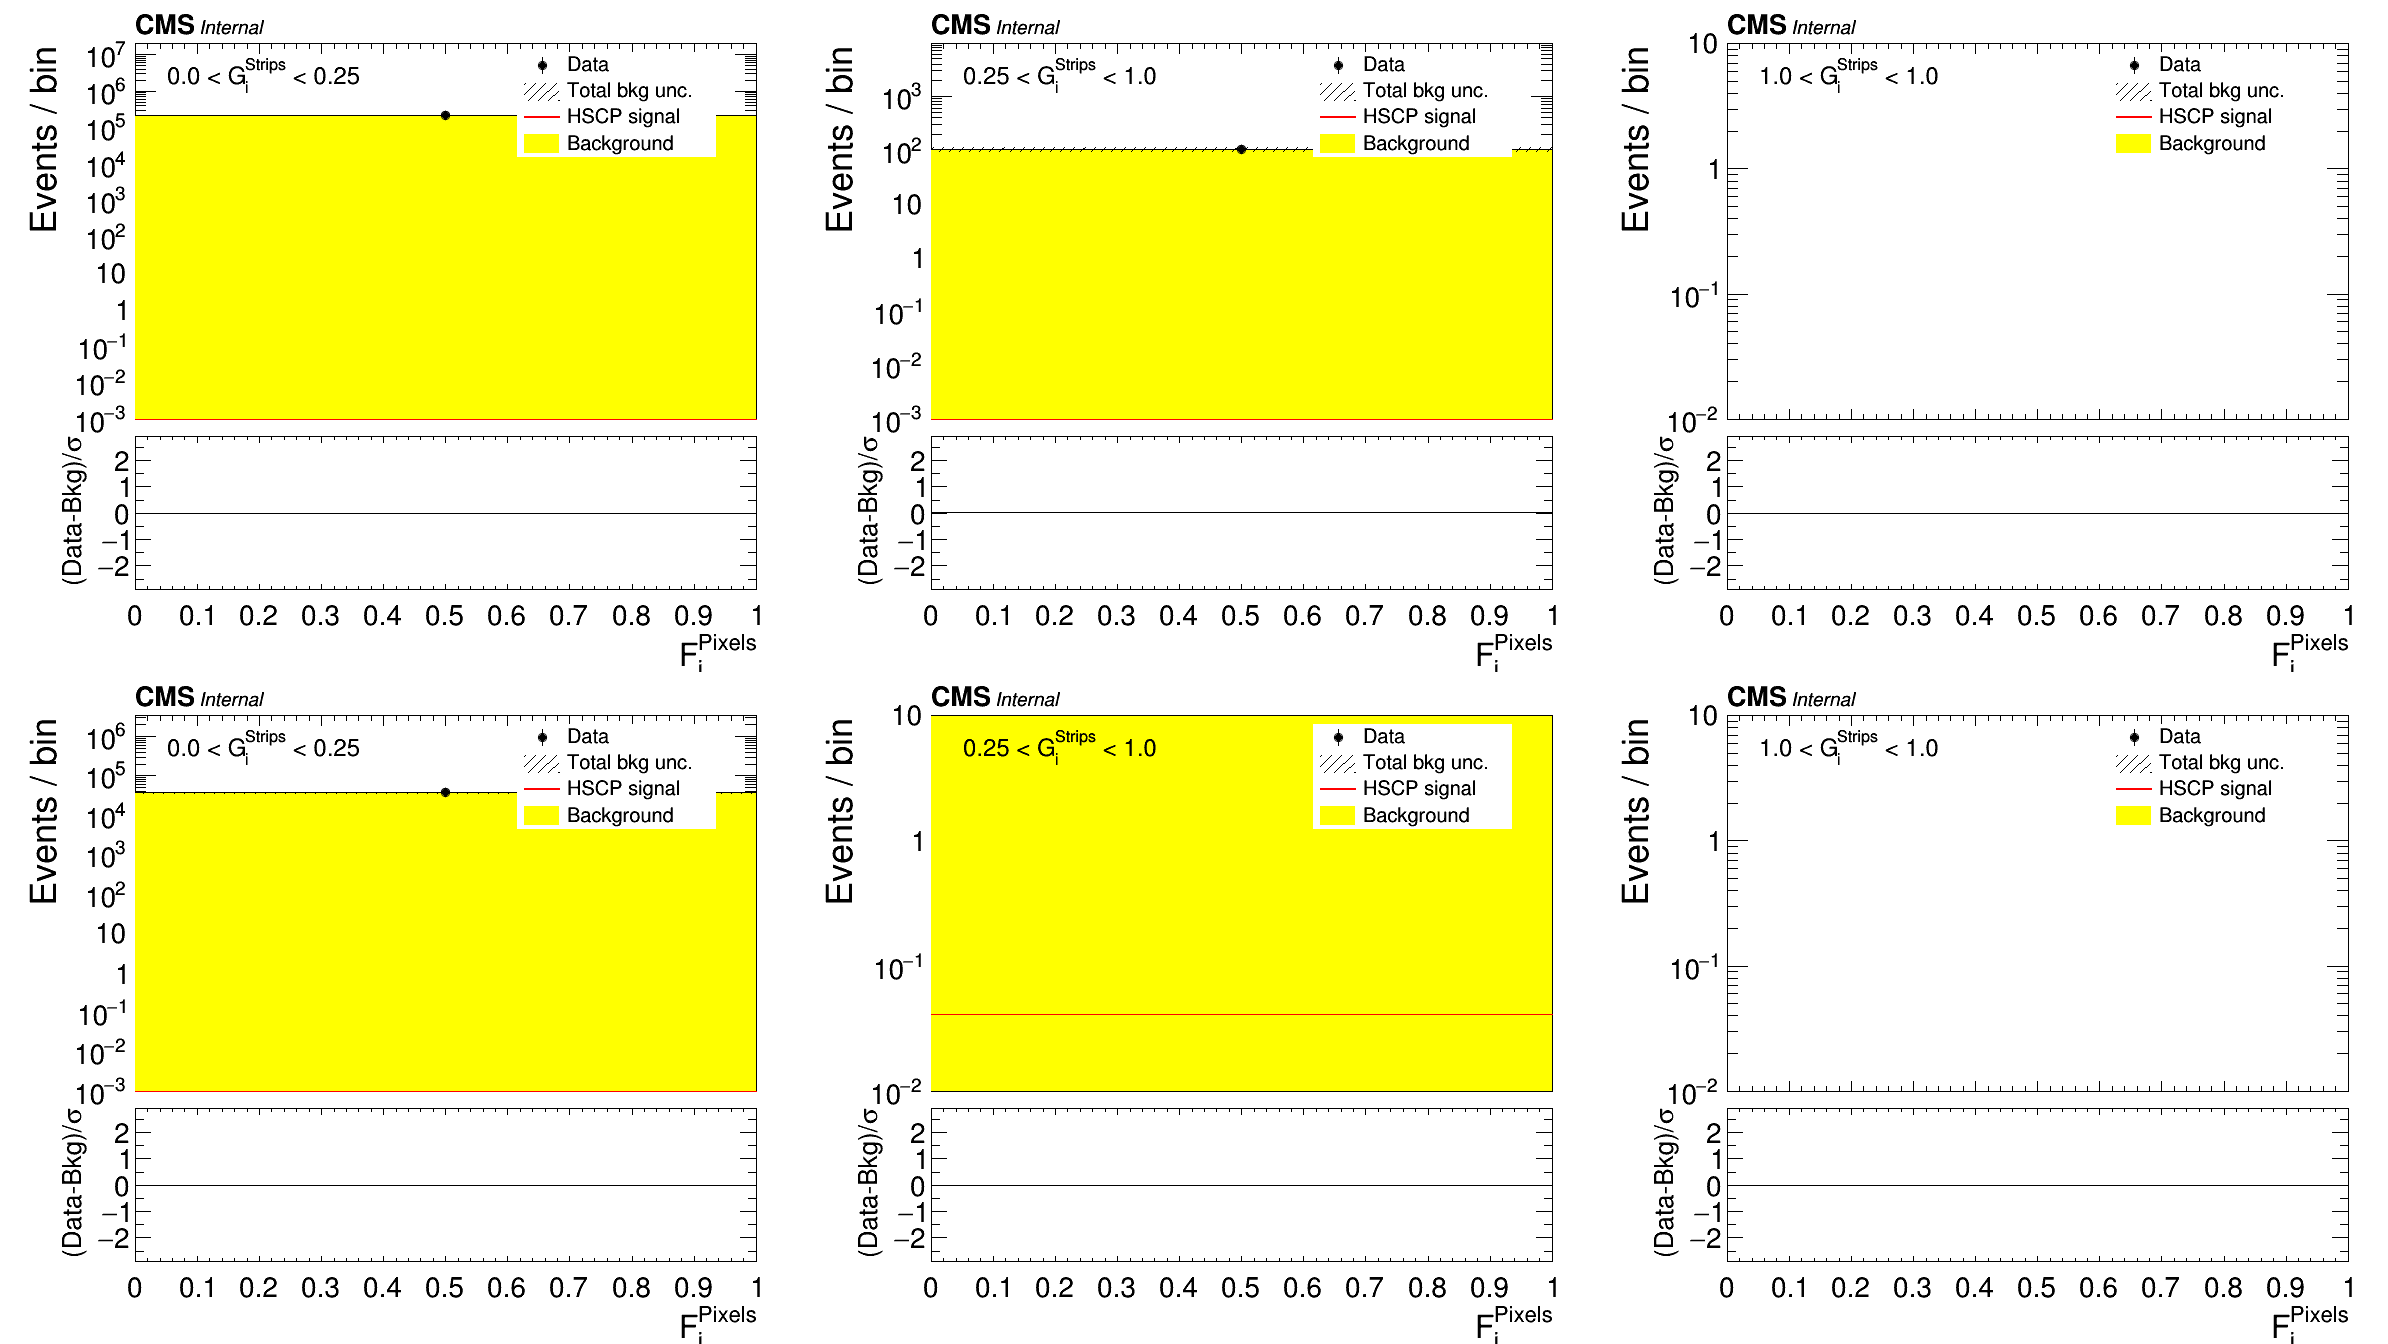 CMS Internal
Events / bin
10^7
10^6
10^5
10^4
10^3
10^2
10
1
10^−1
10^−2
10^−3
0.0 < G_i^Strips < 0.25
Data
Total bkg unc.
HSCP signal
Background
(Data-Bkg)/σ
2
1
0
−1
−2
0 0.1 0.2 0.3 0.4 0.5 0.6 0.7 0.8 0.9 1
F_i^Pixels
CMS Internal
Events / bin
10^3
10^2
10
1
10^−1
10^−2
10^−3
0.25 < G_i^Strips < 1.0
Data
Total bkg unc.
HSCP signal
Background
(Data-Bkg)/σ
2
1
0
−1
−2
0 0.1 0.2 0.3 0.4 0.5 0.6 0.7 0.8 0.9 1
F_i^Pixels
CMS Internal
Events / bin
10
1
10^−1
10^−2
1.0 < G_i^Strips < 1.0
Data
Total bkg unc.
HSCP signal
Background
(Data-Bkg)/σ
2
1
0
−1
−2
0 0.1 0.2 0.3 0.4 0.5 0.6 0.7 0.8 0.9 1
F_i^Pixels
CMS Internal
Events / bin
10^6
10^5
10^4
10^3
10^2
10
1
10^−1
10^−2
10^−3
0.0 < G_i^Strips < 0.25
Data
Total bkg unc.
HSCP signal
Background
(Data-Bkg)/σ
2
1
0
−1
−2
0 0.1 0.2 0.3 0.4 0.5 0.6 0.7 0.8 0.9 1
F_i^Pixels
CMS Internal
Events / bin
10
1
10^−1
10^−2
0.25 < G_i^Strips < 1.0
Data
Total bkg unc.
HSCP signal
Background
(Data-Bkg)/σ
2
1
0
−1
−2
0 0.1 0.2 0.3 0.4 0.5 0.6 0.7 0.8 0.9 1
F_i^Pixels
CMS Internal
Events / bin
10
1
10^−1
10^−2
1.0 < G_i^Strips < 1.0
Data
Total bkg unc.
HSCP signal
Background
(Data-Bkg)/σ
2
1
0
−1
−2
0 0.1 0.2 0.3 0.4 0.5 0.6 0.7 0.8 0.9 1
F_i^Pixels